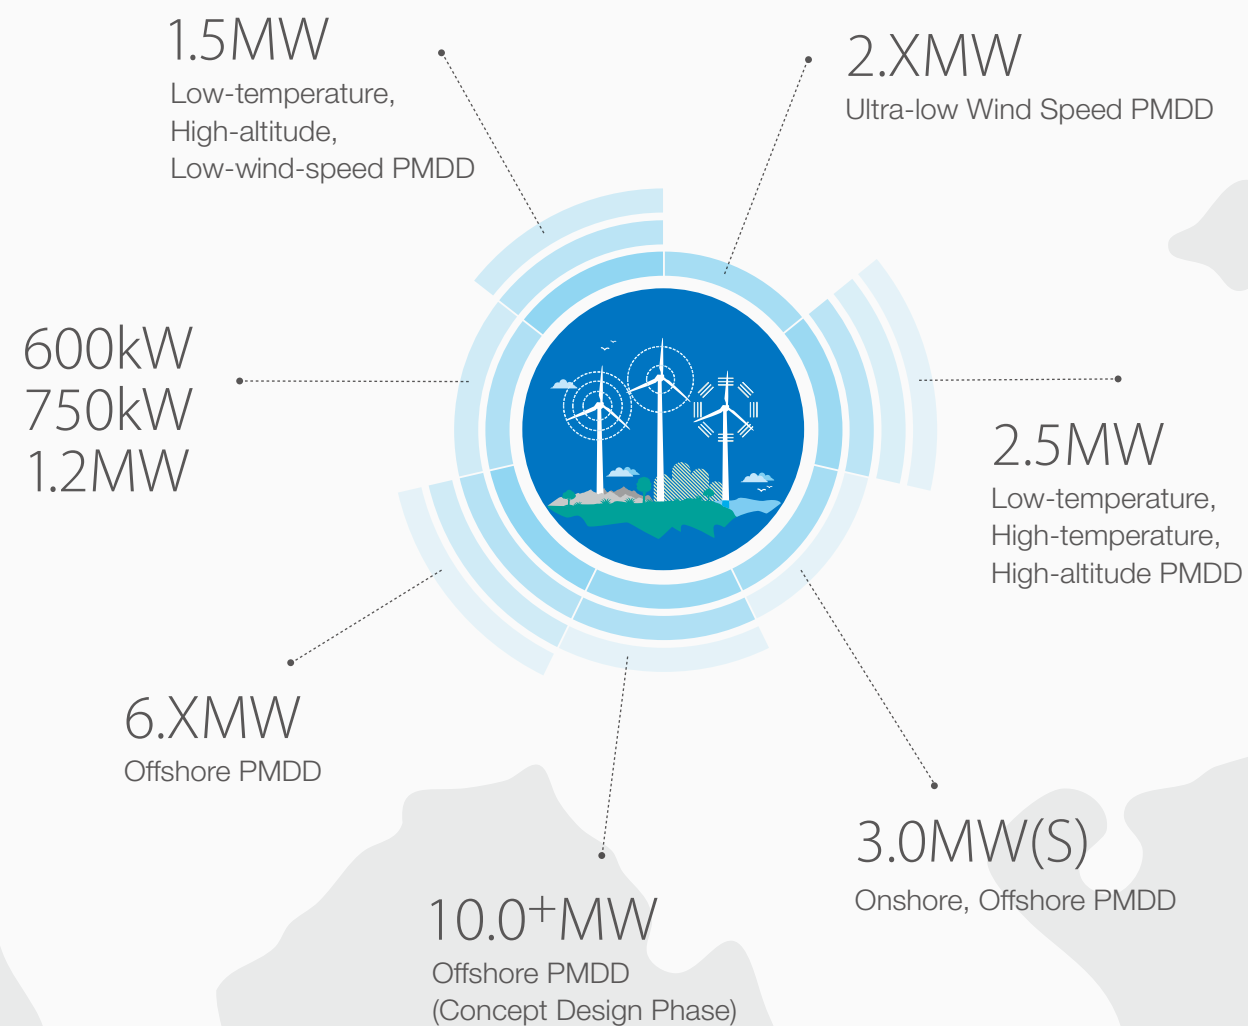 1.5MW
Low-temperature,
High-altitude,
Low-wind-speed PMDD
2.XMW
Ultra-low Wind Speed PMDD
600kW
750kW
1.2MW
2.5MW
Low-temperature,
High-temperature,
High-altitude PMDD
6.XMW
Offshore PMDD
3.0MW(S)
Onshore, Offshore PMDD
10.0⁺MW
Offshore PMDD
(Concept Design Phase)